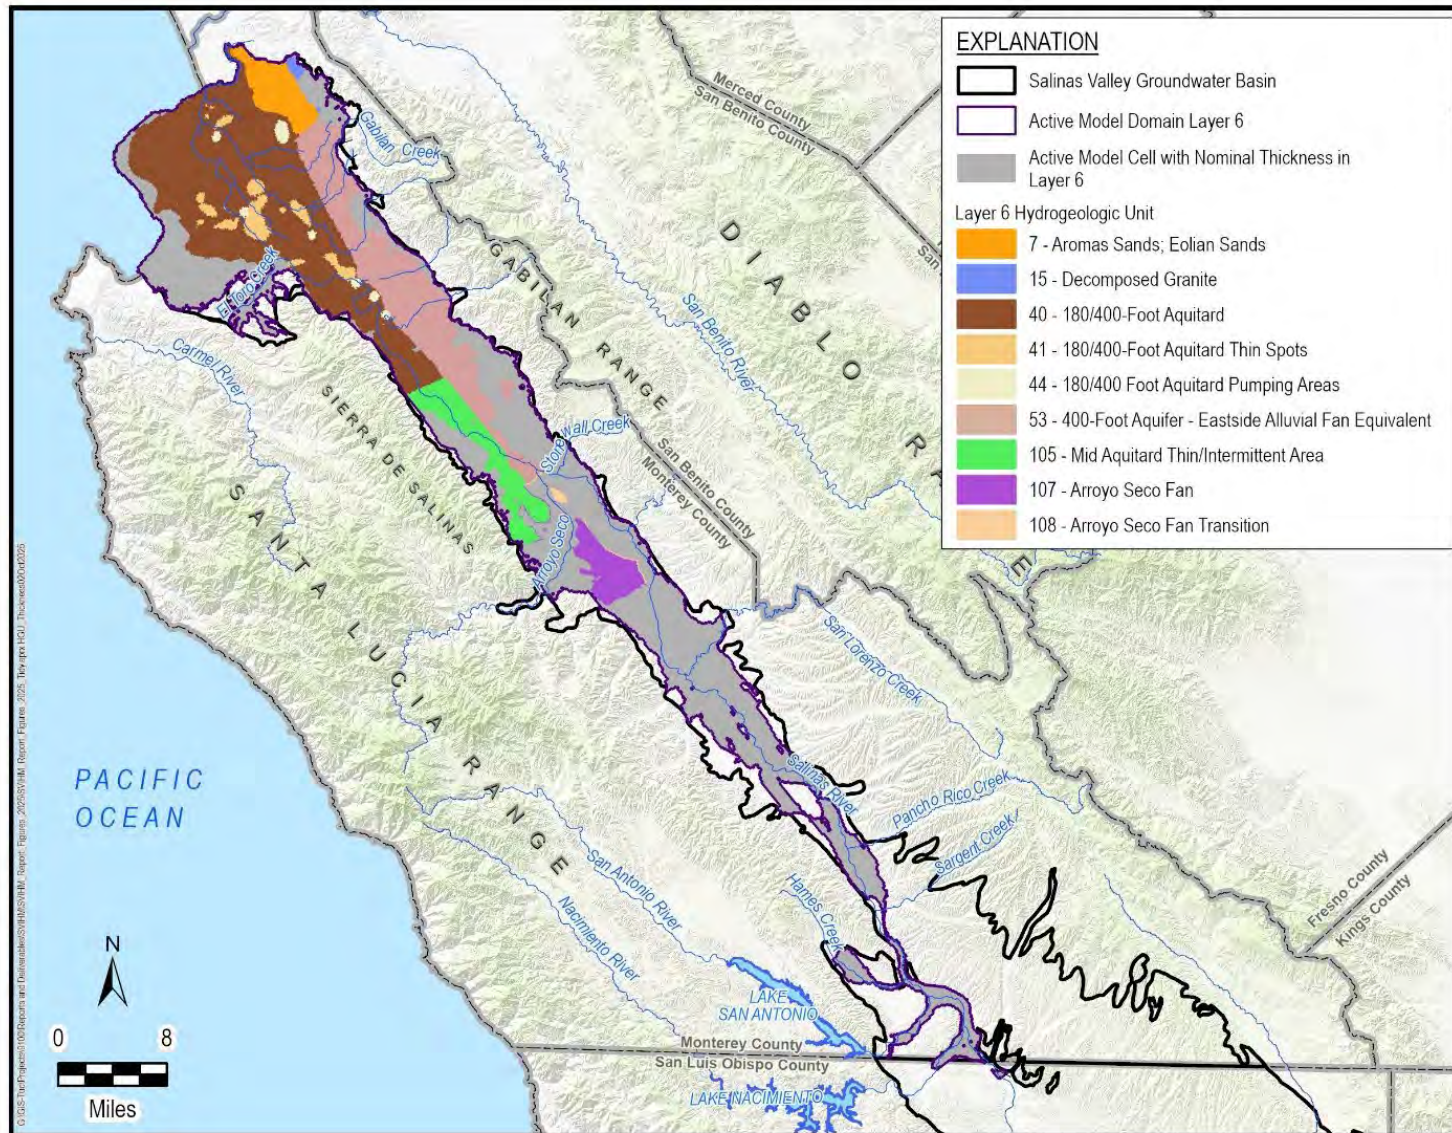 EXPLANATION
Salinas Valley Groundwater Basin
Active Model Domain Layer 6
Active Model Cell with Nominal Thickness in
Layer 6
Layer 6 Hydrogeologic Unit
7 - Aromas Sands; Eolian Sands
15 - Decomposed Granite
40 - 180/400-Foot Aquitard
41 - 180/400-Foot Aquitard Thin Spots
44 - 180/400 Foot Aquitard Pumping Areas
53 - 400-Foot Aquifer - Eastside Alluvial Fan Equivalent
105 - Mid Aquitard Thin/Intermittent Area
107 - Arroyo Seco Fan
108 - Arroyo Seco Fan Transition
Merced County
San Benito County
Gabilan Creek
DIABLO
GABILAN RANGE
San Benito River
El Toro Creek
Carmel River
SIERRA DE SALINAS
Stonewall Creek
San Benito County
Monterey County
SANTA LUCIA RANGE
Arroyo Seco
San Lorenzo Creek
PACIFIC
OCEAN
Salinas River
Pancho Rico Creek
Sargent Creek
San Antonio River
Nacimiento River
Hames Creek
Fresno County
Kings County
N
LAKE
SAN ANTONIO
0 8
Miles
Monterey County
San Luis Obispo County
LAKE NACIMIENTO